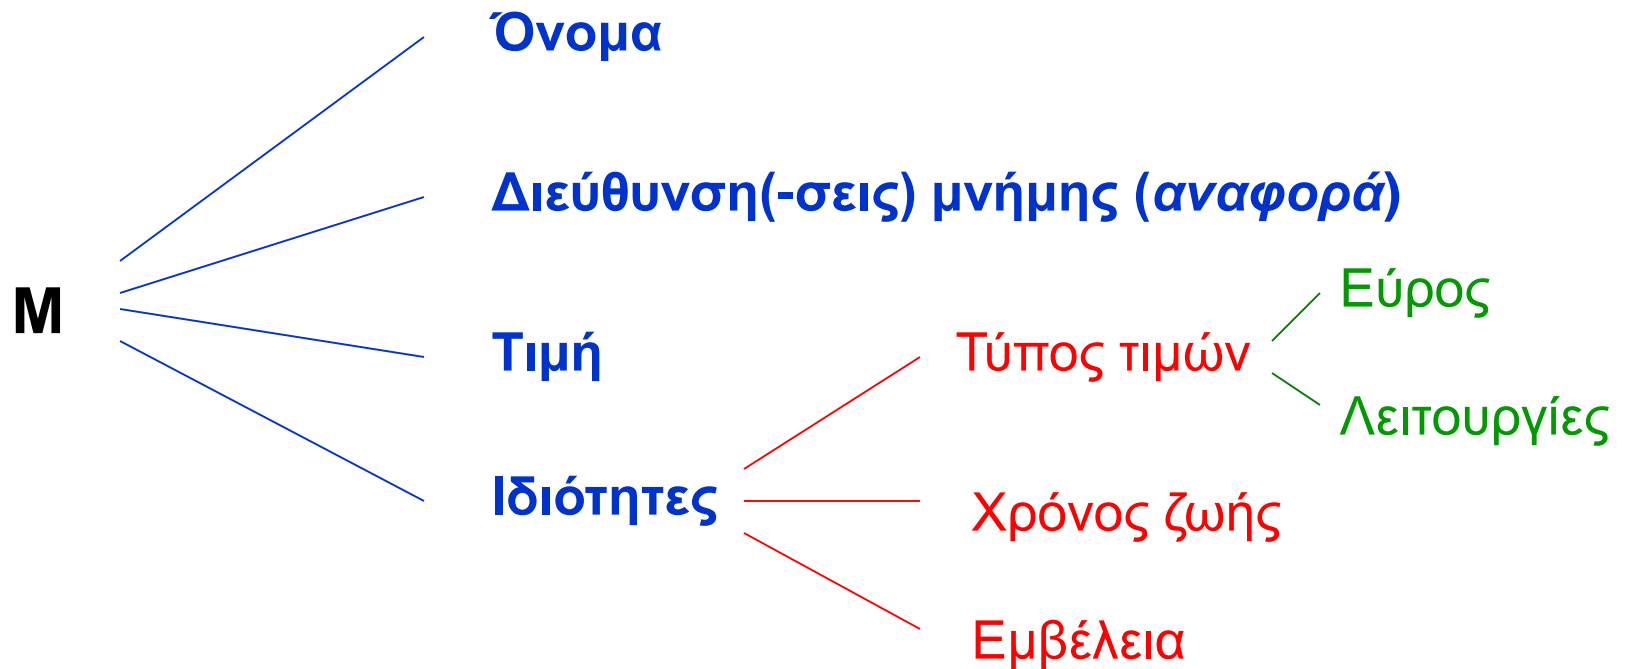 Όνομα
Διεύθυνση(-σεις) μνήμης (αναφορά)
Μ
Τιμή
Ιδιότητες
Τύπος τιμών
Εύρος
Λειτουργίες
Χρόνος ζωής
Εμβέλεια